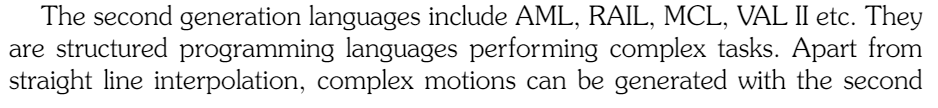 The second generation languages include AML, RAIL, MCL, VAL II etc. They
are structured programming languages performing complex tasks. Apart from
straight line interpolation, complex motions can be generated with the second